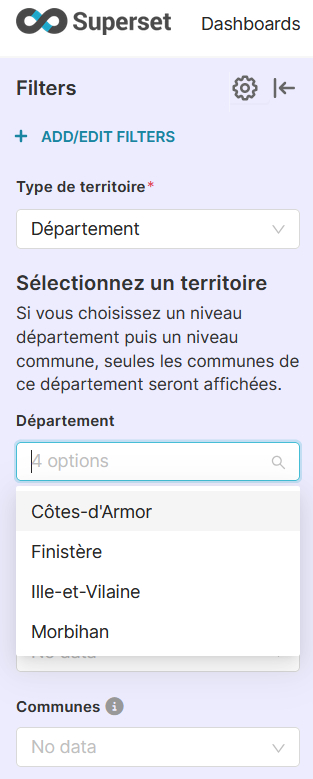 Superset Dashboards
Filters
+ ADD/EDIT FILTERS
Type de territoire*
Département
Sélectionnez un territoire
Si vous choisissez un niveau
département puis un niveau
commune, seules les communes de
ce département seront affichées.
Département
4 options
Côtes-d'Armor
Finistère
Ille-et-Vilaine
Morbihan
No data
Communes
No data